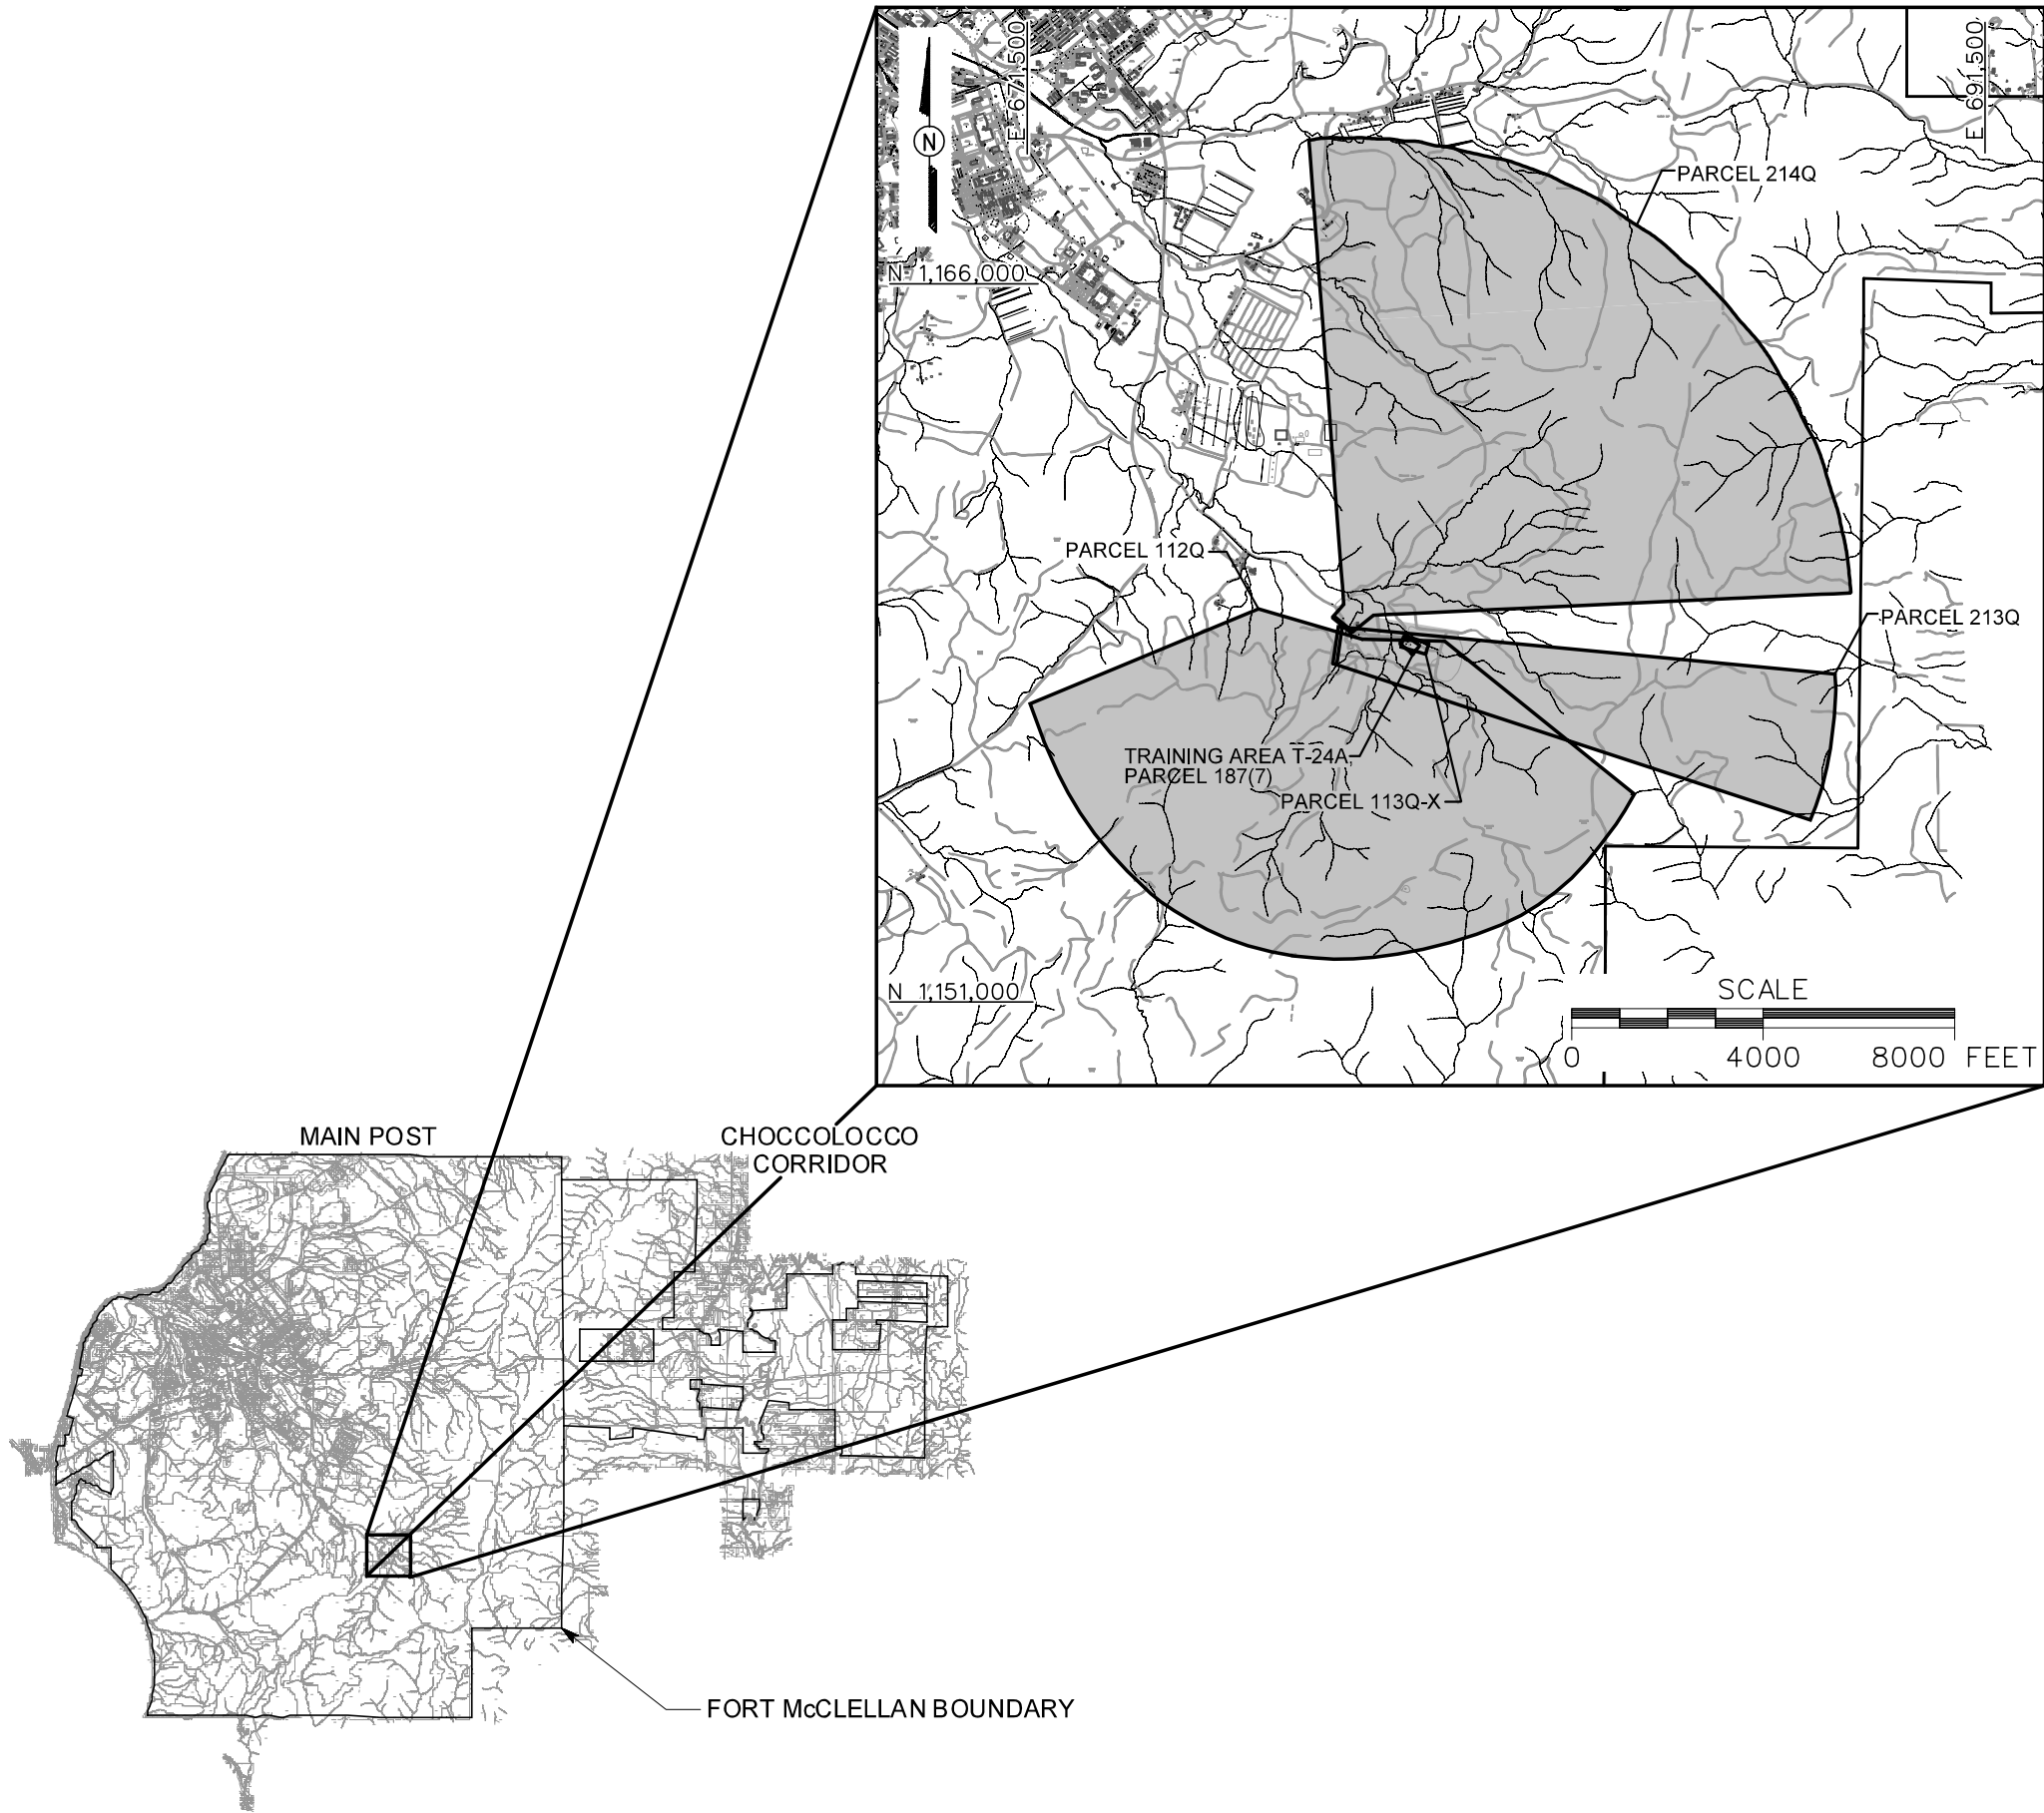 E 671,500
E 691,500
N
PARCEL 214Q
N 1,166,000
PARCEL 112Q
PARCEL 213Q
TRAINING AREA T-24A,
PARCEL 187(7)
PARCEL 113Q-X
N 1,151,000
SCALE
0 4000 8000 FEET
MAIN POST
CHOCCOLOCCO
CORRIDOR
FORT McCLELLAN BOUNDARY